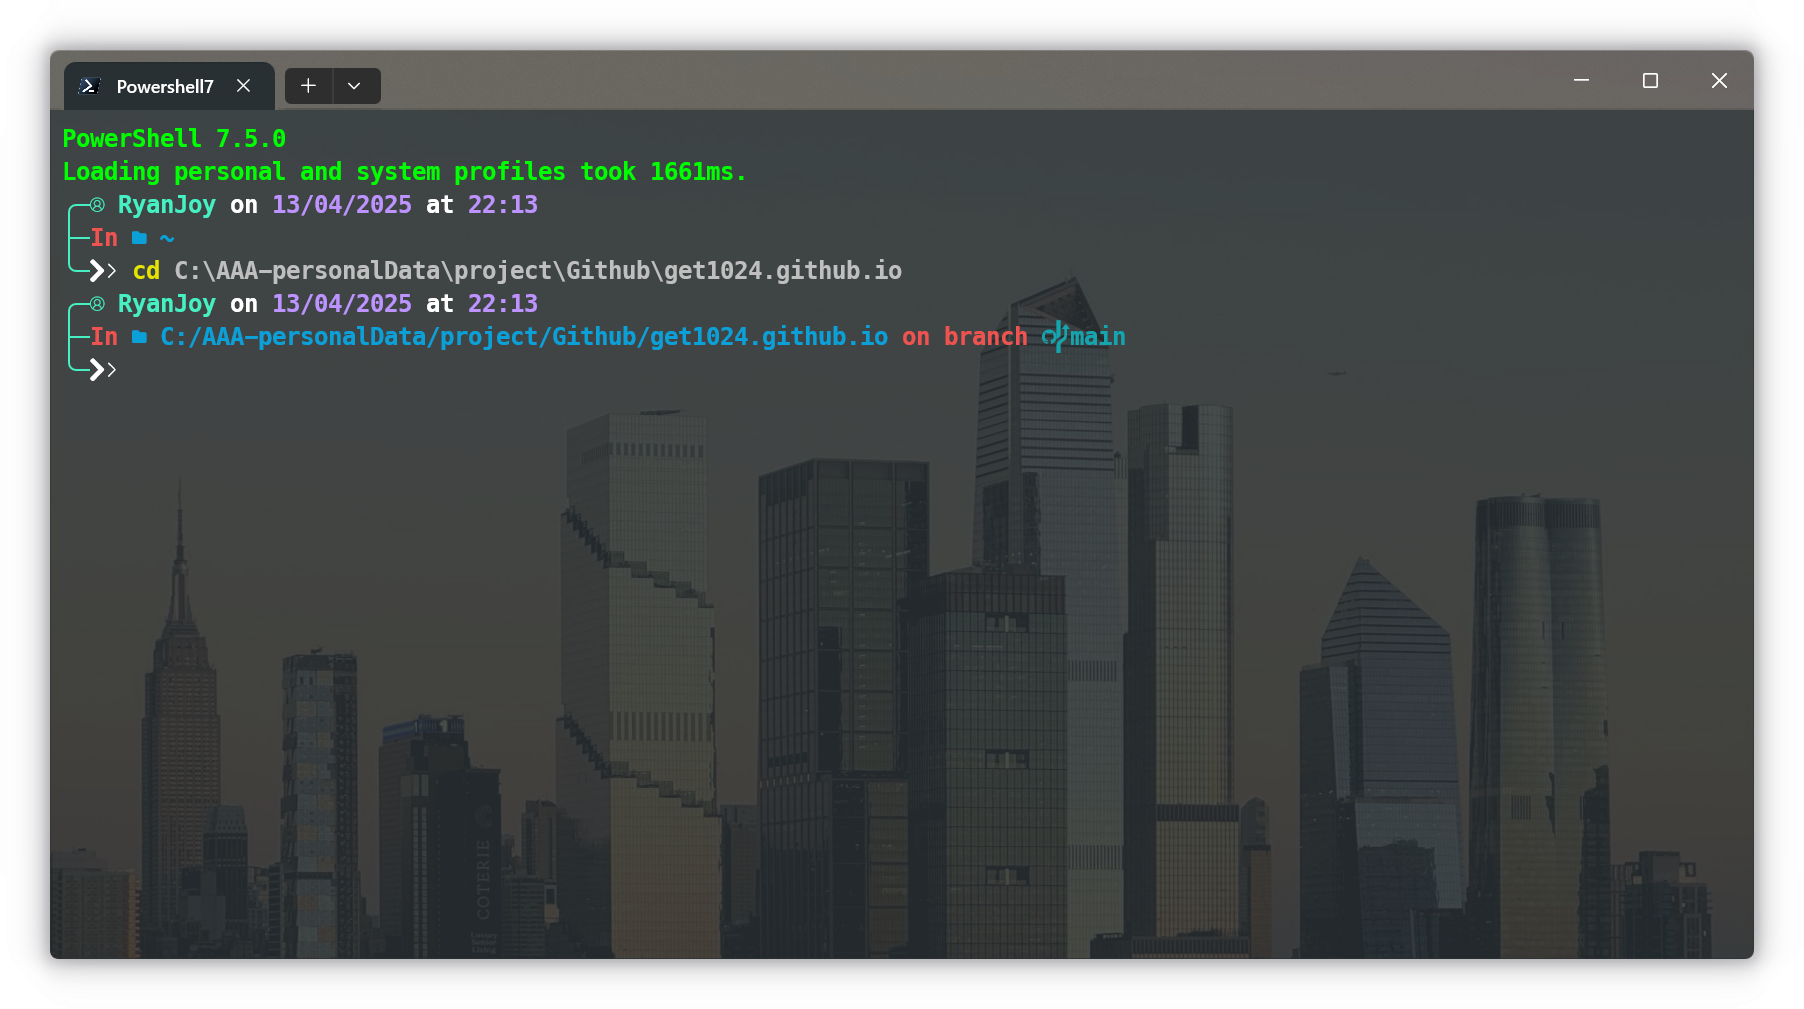 Powershell7
PowerShell 7.5.0
Loading personal and system profiles took 1661ms.
RyanJoy on 13/04/2025 at 22:13
In ~
cd C:\AAA-personalData\project\Github\get1024.github.io
RyanJoy on 13/04/2025 at 22:13
In C:/AAA-personalData/project/Github/get1024.github.io on branch main
COTERIE